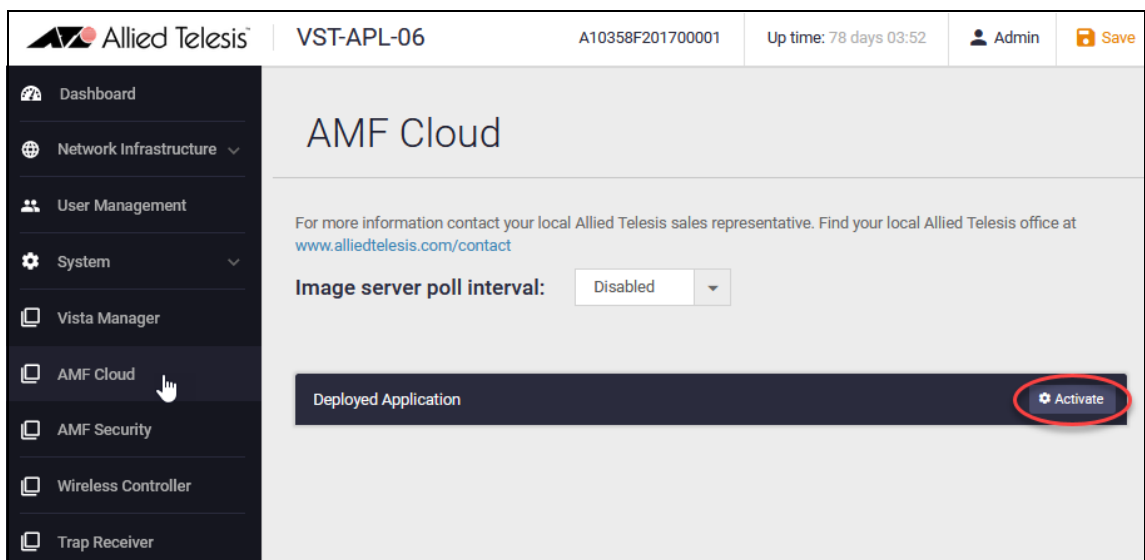 Allied Telesis VST-APL-06 A10358F201700001 Up time: 78 days 03:52 Admin Save
Dashboard
Network Infrastructure
User Management
System
Vista Manager
AMF Cloud
AMF Security
Wireless Controller
Trap Receiver
AMF Cloud
For more information contact your local Allied Telesis sales representative. Find your local Allied Telesis office at
www.alliedtelesis.com/contact
Image server poll interval: Disabled
Deployed Application Activate